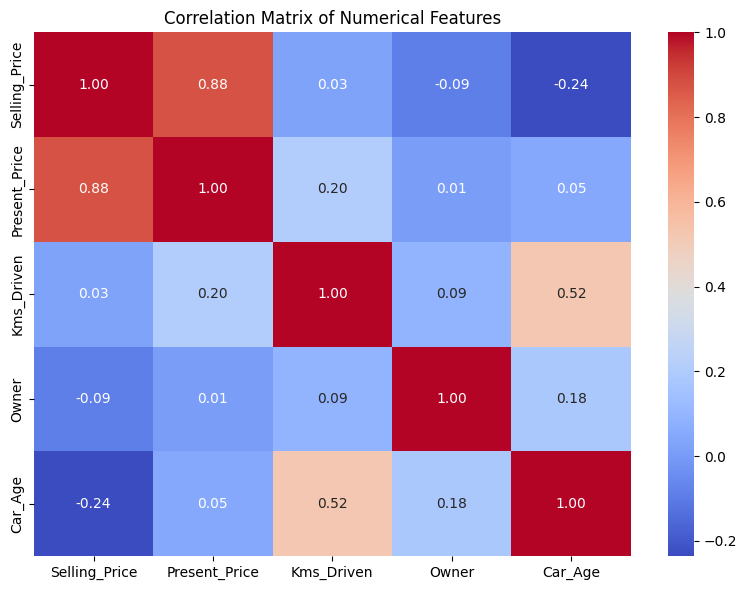 Correlation Matrix of Numerical Features
Selling_Price 1.00 0.88 0.03 -0.09 -0.24
Present_Price 0.88 1.00 0.20 0.01 0.05
Kms_Driven 0.03 0.20 1.00 0.09 0.52
Owner -0.09 0.01 0.09 1.00 0.18
Car_Age -0.24 0.05 0.52 0.18 1.00
Selling_Price Present_Price Kms_Driven Owner Car_Age
1.0
0.8
0.6
0.4
0.2
0.0
−0.2